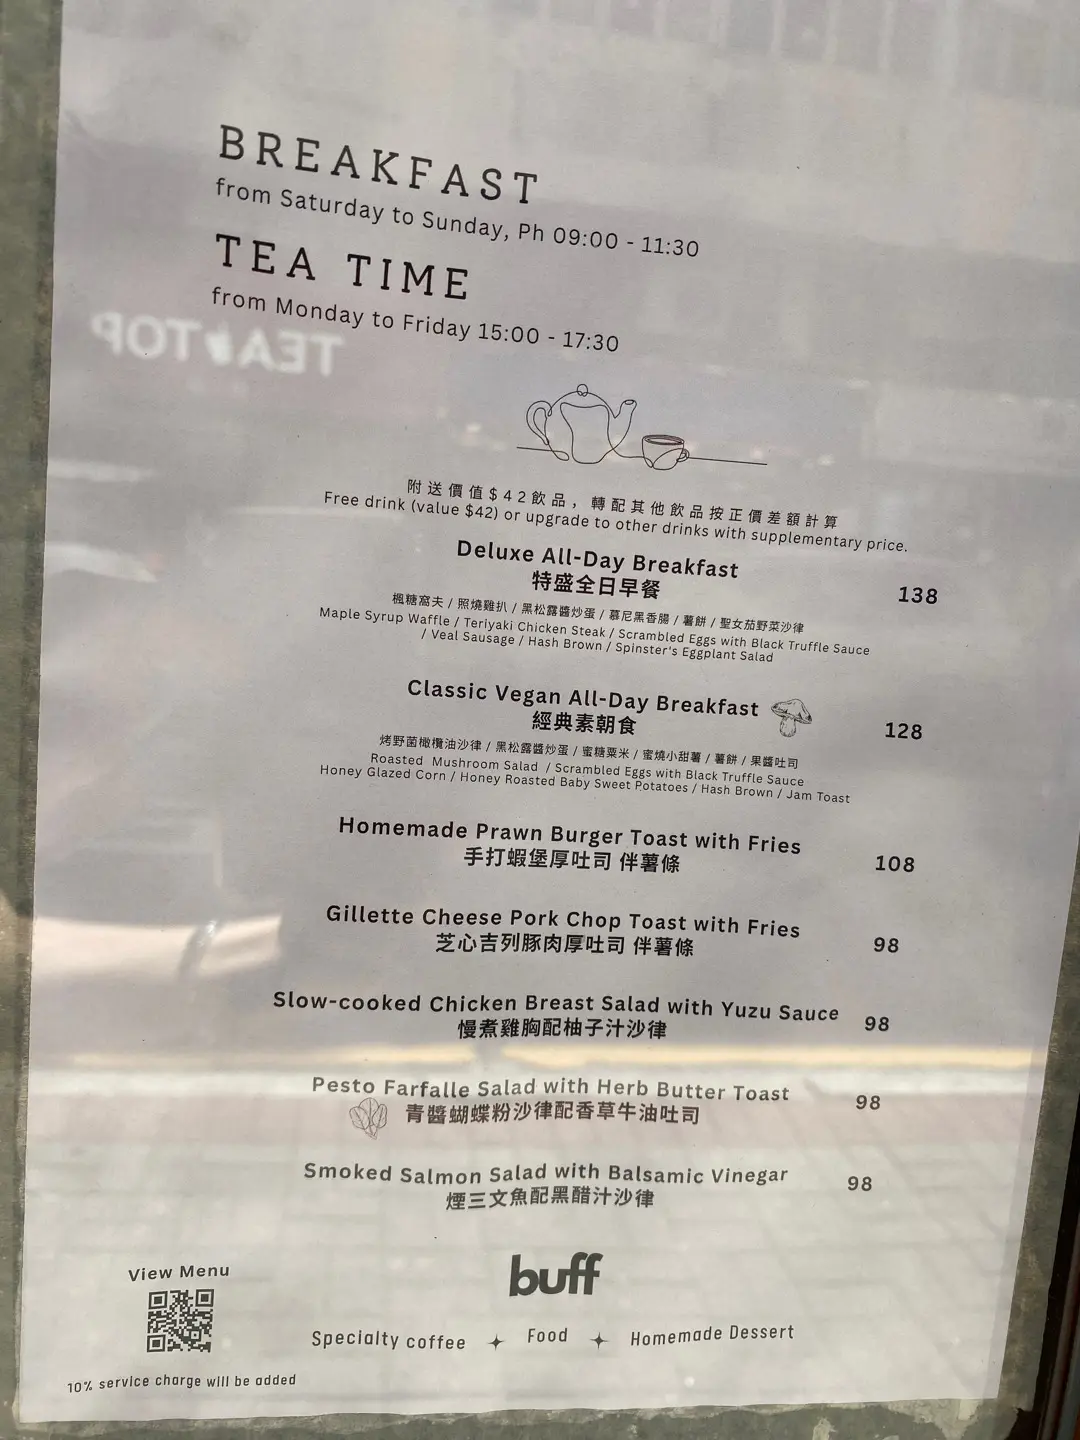 BREAKFAST
from Saturday to Sunday, Ph 09:00 - 11:30
TEA TIME
from Monday to Friday 15:00 - 17:30
TEA TOP
附送價值$42飲品，轉配其他飲品按正價差額計算
Free drink (value $42) or upgrade to other drinks with supplementary price.
Deluxe All-Day Breakfast
特盛全日早餐
138
楓糖窩夫 / 照燒雞扒 / 黑松露醬炒蛋 / 慕尼黑香腸 / 薯餅 / 聖女茄野菜沙律
Maple Syrup Waffle / Teriyaki Chicken Steak / Scrambled Eggs with Black Truffle Sauce
/ Veal Sausage / Hash Brown / Spinster's Eggplant Salad
Classic Vegan All-Day Breakfast
經典素朝食
128
烤野菌橄欖油沙律 / 黑松露醬炒蛋 / 蜜糖粟米 / 蜜燒小甜薯 / 薯餅 / 果醬吐司
Roasted Mushroom Salad / Scrambled Eggs with Black Truffle Sauce
Honey Glazed Corn / Honey Roasted Baby Sweet Potatoes / Hash Brown / Jam Toast
Homemade Prawn Burger Toast with Fries
手打蝦堡厚吐司 伴薯條
108
Gillette Cheese Pork Chop Toast with Fries
芝心吉列豚肉厚吐司 伴薯條
98
Slow-cooked Chicken Breast Salad with Yuzu Sauce
慢煮雞胸配柚子汁沙律
98
Pesto Farfalle Salad with Herb Butter Toast
青醬蝴蝶粉沙律配香草牛油吐司
98
Smoked Salmon Salad with Balsamic Vinegar
煙三文魚配黑醋汁沙律
98
View Menu
buff
Specialty coffee Food Homemade Dessert
10% service charge will be added